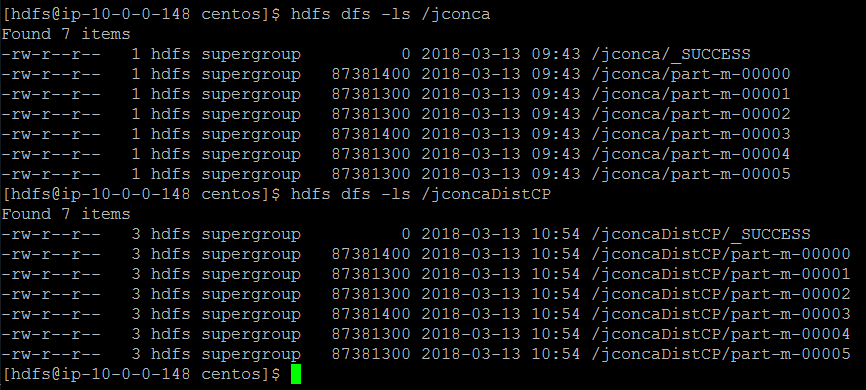 [hdfs@ip-10-0-0-148 centos]$ hdfs dfs -ls /jconca
Found 7 items
-rw-r--r--   1 hdfs supergroup          0 2018-03-13 09:43 /jconca/_SUCCESS
-rw-r--r--   1 hdfs supergroup   87381400 2018-03-13 09:43 /jconca/part-m-00000
-rw-r--r--   1 hdfs supergroup   87381300 2018-03-13 09:43 /jconca/part-m-00001
-rw-r--r--   1 hdfs supergroup   87381300 2018-03-13 09:43 /jconca/part-m-00002
-rw-r--r--   1 hdfs supergroup   87381400 2018-03-13 09:43 /jconca/part-m-00003
-rw-r--r--   1 hdfs supergroup   87381300 2018-03-13 09:43 /jconca/part-m-00004
-rw-r--r--   1 hdfs supergroup   87381300 2018-03-13 09:43 /jconca/part-m-00005
[hdfs@ip-10-0-0-148 centos]$ hdfs dfs -ls /jconcaDistCP
Found 7 items
-rw-r--r--   3 hdfs supergroup          0 2018-03-13 10:54 /jconcaDistCP/_SUCCESS
-rw-r--r--   3 hdfs supergroup   87381400 2018-03-13 10:54 /jconcaDistCP/part-m-00000
-rw-r--r--   3 hdfs supergroup   87381300 2018-03-13 10:54 /jconcaDistCP/part-m-00001
-rw-r--r--   3 hdfs supergroup   87381300 2018-03-13 10:54 /jconcaDistCP/part-m-00002
-rw-r--r--   3 hdfs supergroup   87381400 2018-03-13 10:54 /jconcaDistCP/part-m-00003
-rw-r--r--   3 hdfs supergroup   87381300 2018-03-13 10:54 /jconcaDistCP/part-m-00004
-rw-r--r--   3 hdfs supergroup   87381300 2018-03-13 10:54 /jconcaDistCP/part-m-00005
[hdfs@ip-10-0-0-148 centos]$